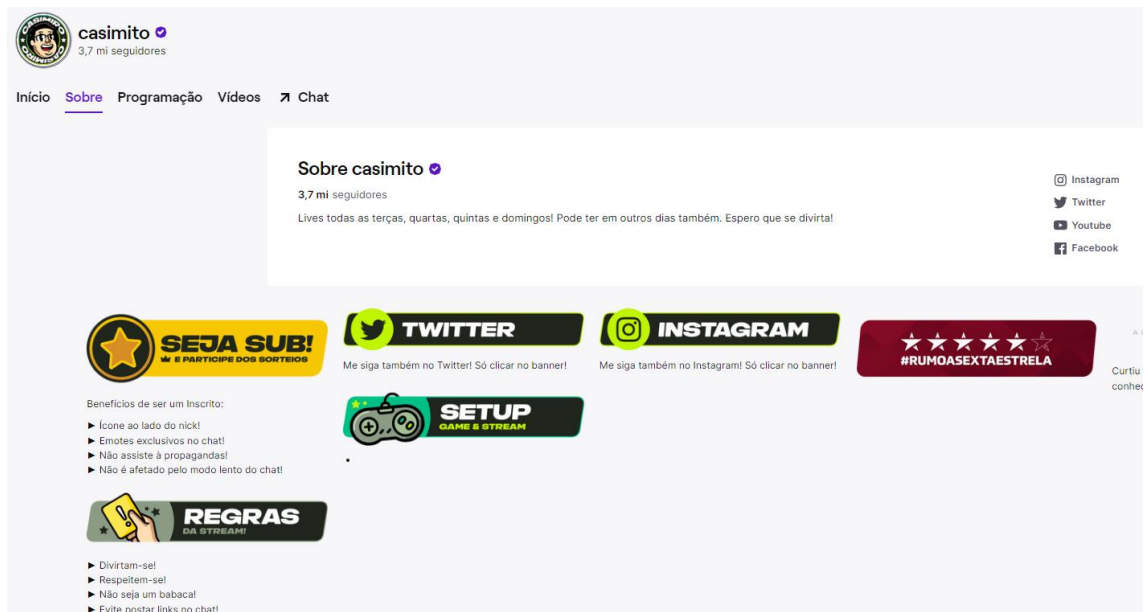 CASIMIRO
casimito
3,7 mi seguidores
Início Sobre Programação Vídeos Chat
Sobre casimito
3,7 mi seguidores
Lives todas as terças, quartas, quintas e domingos! Pode ter em outros dias também. Espero que se divirta!
Instagram
Twitter
Youtube
Facebook
SEJA SUB!
E PARTICIPE DOS SORTEIOS
Benefícios de ser um Inscrito:
► Ícone ao lado do nick!
► Emotes exclusivos no chat!
► Não assiste à propagandas!
► Não é afetado pelo modo lento do chat!
REGRAS
DA STREAM!
► Divirtam-se!
► Respeitem-se!
► Não seja um babaca!
► Evite postar links no chat!
TWITTER
Me siga também no Twitter! Só clicar no banner!
SETUP
GAME & STREAM
INSTAGRAM
Me siga também no Instagram! Só clicar no banner!
#RUMOASEXTAESTRELA
Curtiu